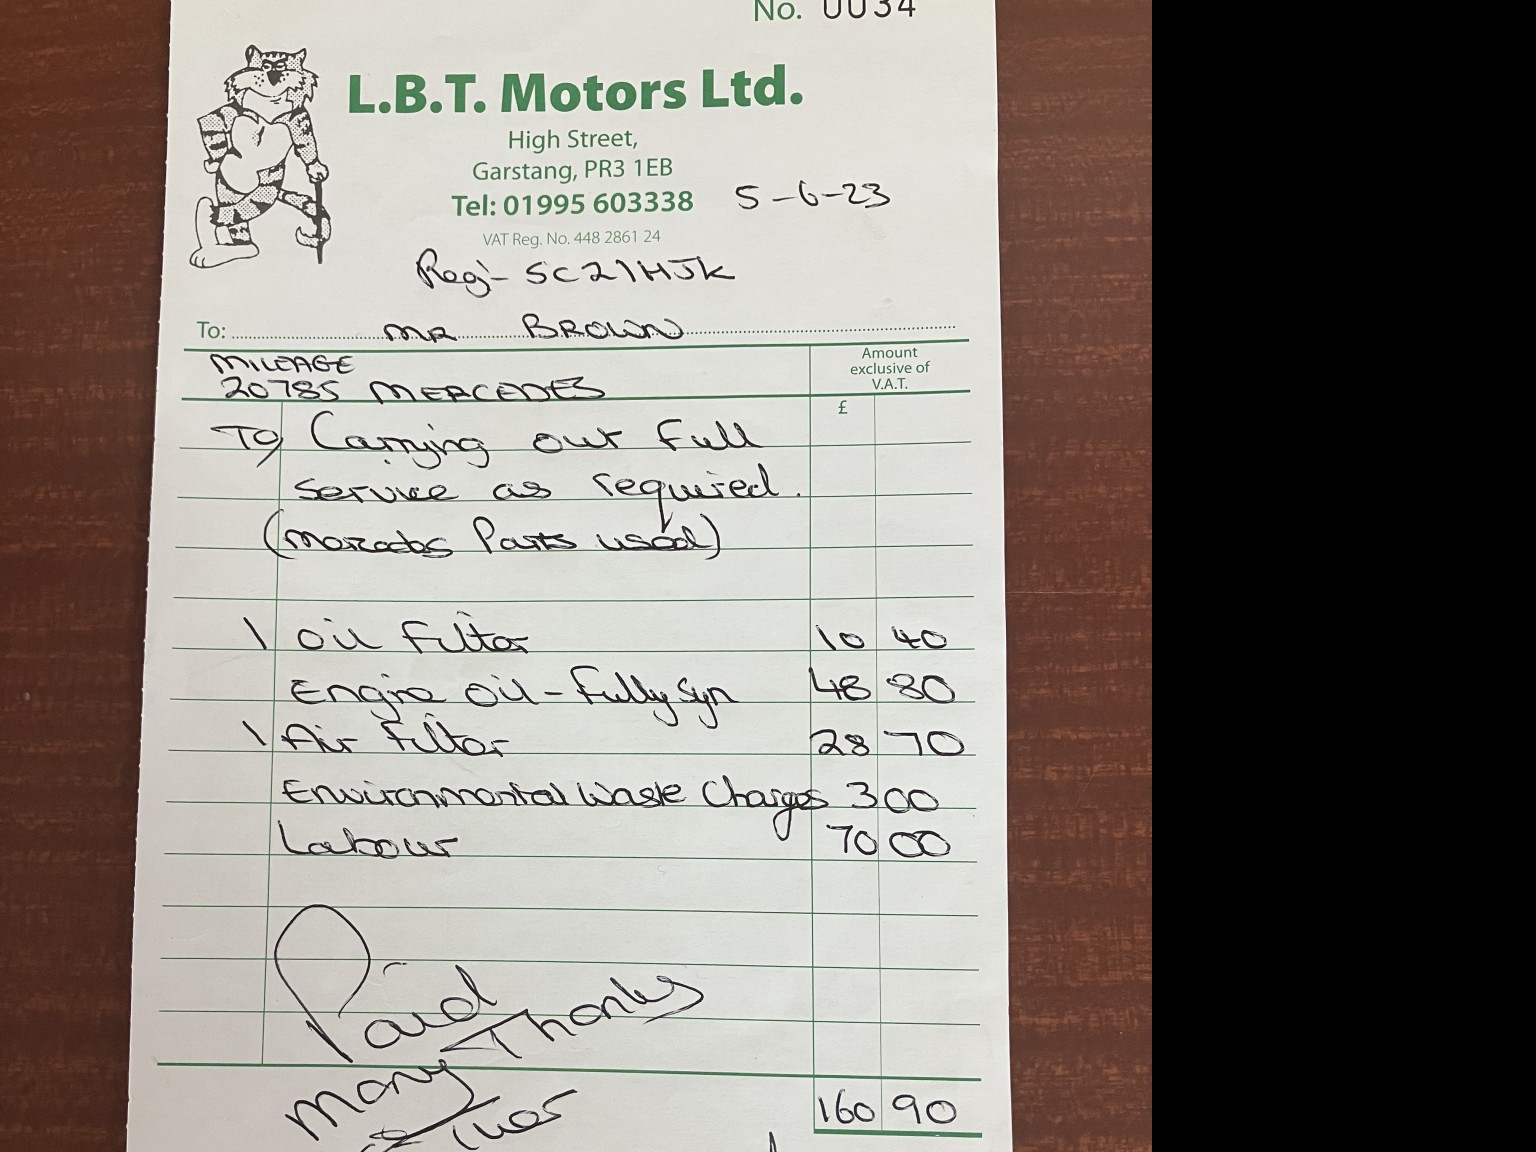 No. 0034
L.B.T. Motors Ltd.
High Street,
Garstang, PR3 1EB
Tel: 01995 603338 5-6-23
VAT Reg. No. 448 2861 24
Reg:- SC21HJK
To: MR BROWN
MILEAGE
20785 MERCEDES
Amount
exclusive of
V.A.T.
£
To Carrying out Full
service as required.
(Mercedes Parts used)
1 Oil Filter 10 40
Engine Oil - Fully Syn 48 80
1 Air Filter 28 70
Environmental Waste Charges 3 00
Labour 70 00
Paid
Many Thanks
160 90